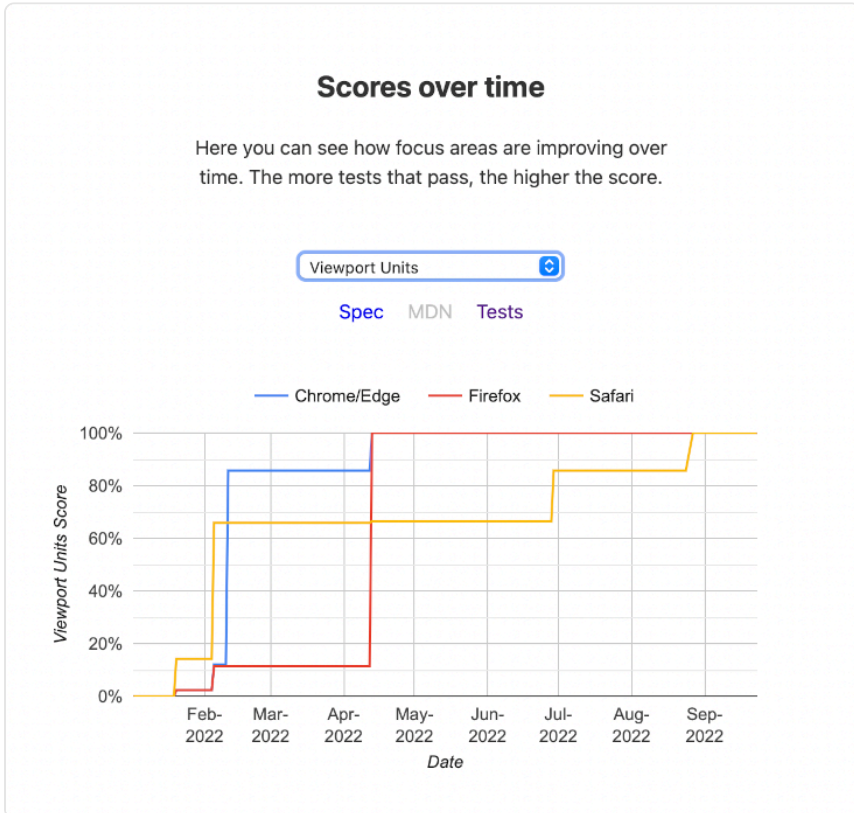 Scores over time
Here you can see how focus areas are improving over
time. The more tests that pass, the higher the score.
Viewport Units
Spec MDN Tests
Chrome/Edge Firefox Safari
100%
80%
60%
40%
20%
0%
Viewport Units Score
Feb-2022 Mar-2022 Apr-2022 May-2022 Jun-2022 Jul-2022 Aug-2022 Sep-2022
Date